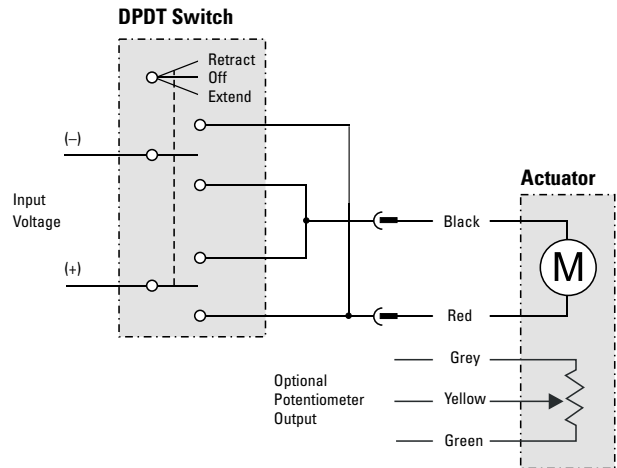 DPDT Switch
Retract
Off
Extend
(–)
Input
Voltage
(+)
Actuator
Black
M
Red
Grey
Optional
Potentiometer
Output
Yellow
Green